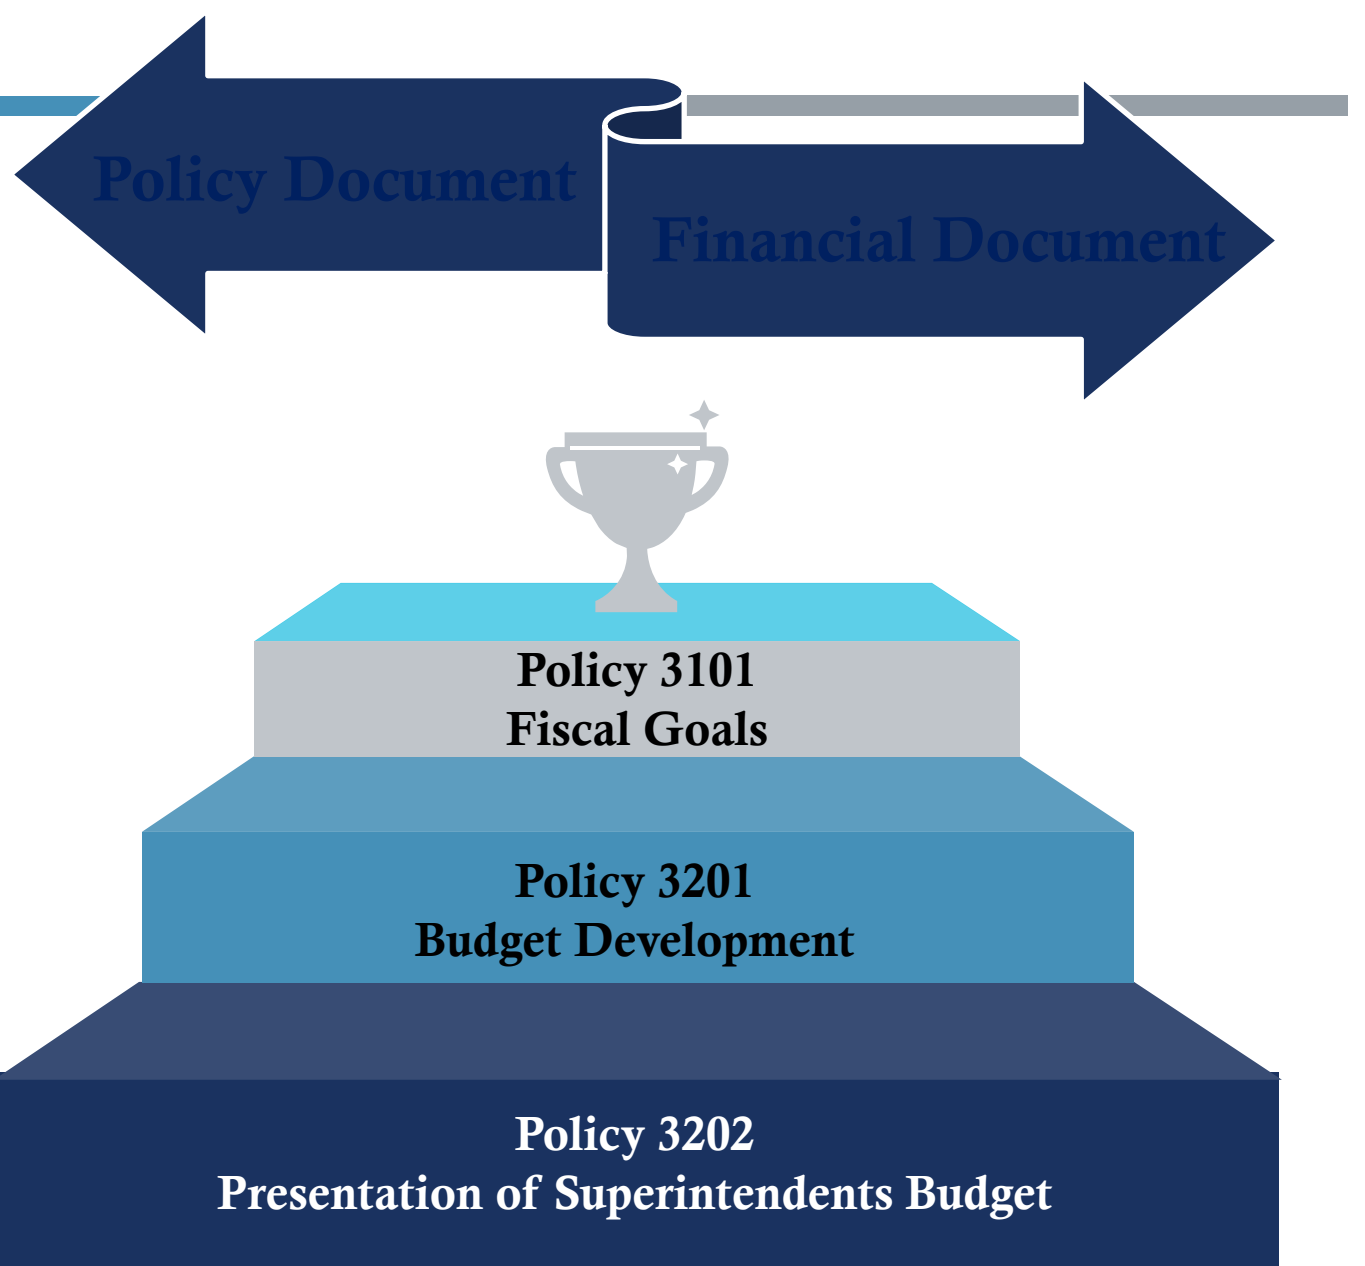 Policy Document
Financial Document
Policy 3101
Fiscal Goals
Policy 3201
Budget Development
Policy 3202
Presentation of Superintendents Budget